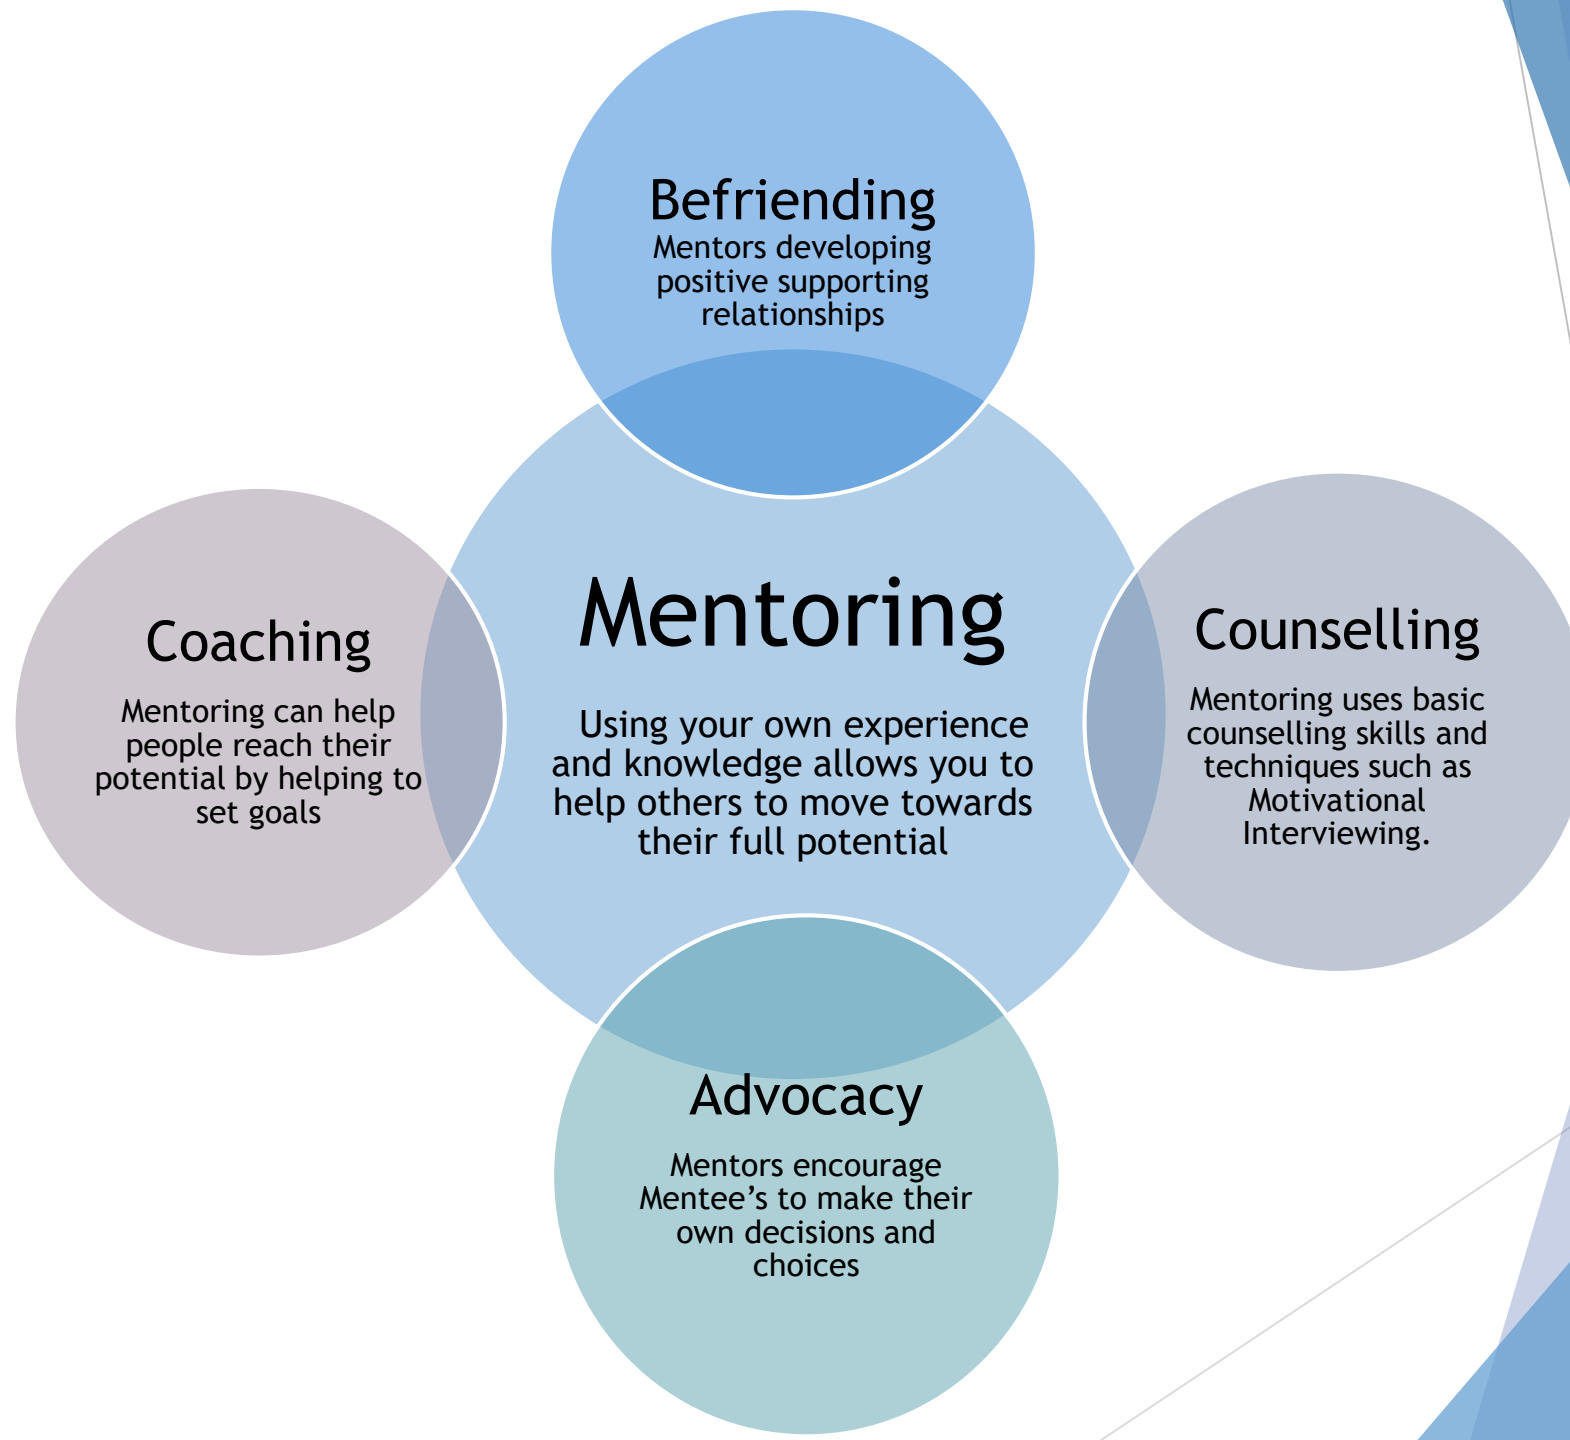 Befriending
Mentors developing
positive supporting
relationships
Coaching
Mentoring can help
people reach their
potential by helping to
set goals
Mentoring
Using your own experience
and knowledge allows you to
help others to move towards
their full potential
Counselling
Mentoring uses basic
counselling skills and
techniques such as
Motivational
Interviewing.
Advocacy
Mentors encourage
Mentee’s to make their
own decisions and
choices